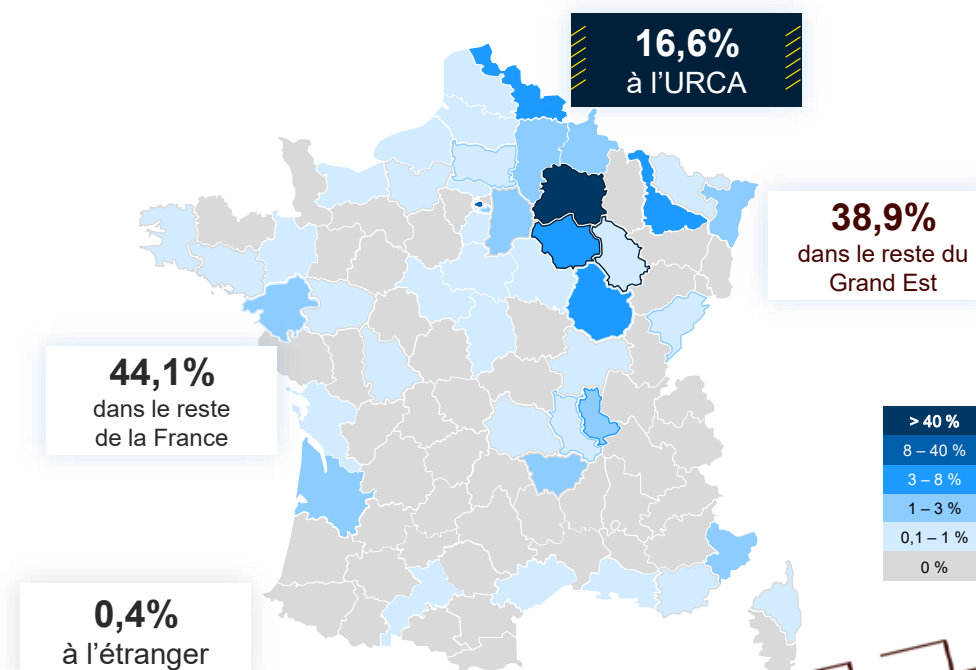 16,6%
à l’URCA
38,9%
dans le reste du
Grand Est
44,1%
dans le reste
de la France
> 40 %
8 – 40 %
3 – 8 %
1 – 3 %
0,1 – 1 %
0 %
0,4%
à l’étranger